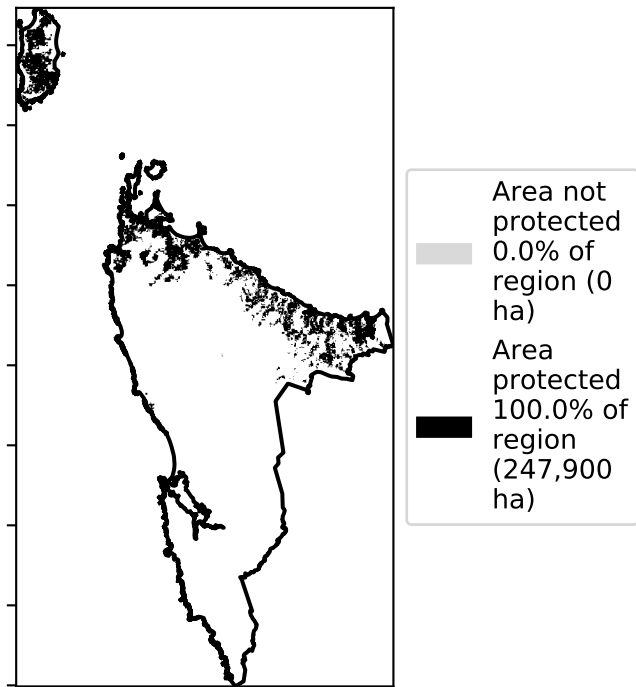 Area not
protected
0.0% of
region (0
ha)
Area
protected
100.0% of
region
(247,900
ha)